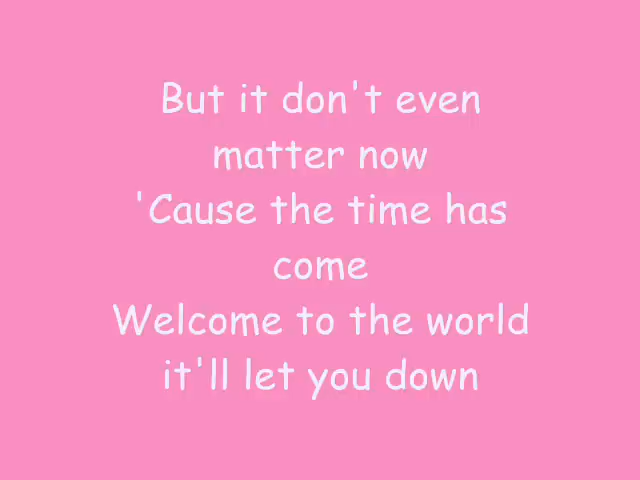 But it don't even
matter now
'Cause the time has
come
Welcome to the world
it'll let you down